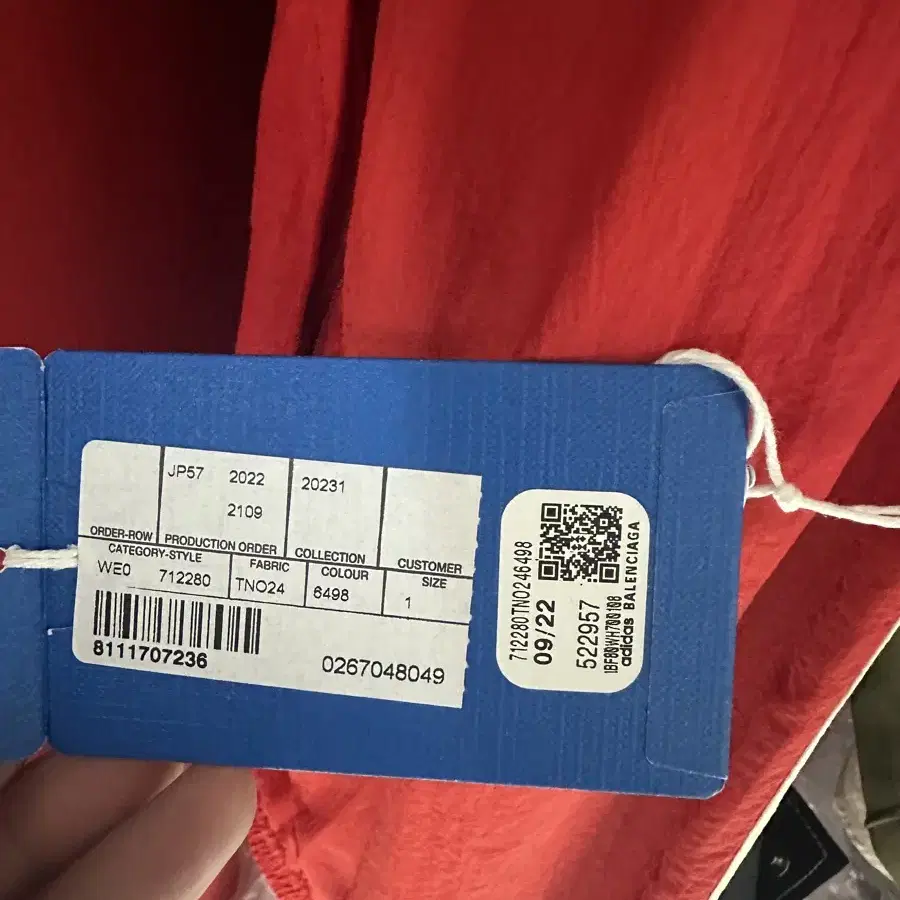 JP57 2022 20231
2109
ORDER-ROW PRODUCTION ORDER COLLECTION CUSTOMER
CATEGORY-STYLE FABRIC COLOUR SIZE
WE0 712280 TNO24 6498 1
8111707236
0267048049
712280TNO246498
09/22
522957
adidas BALENCIAGA